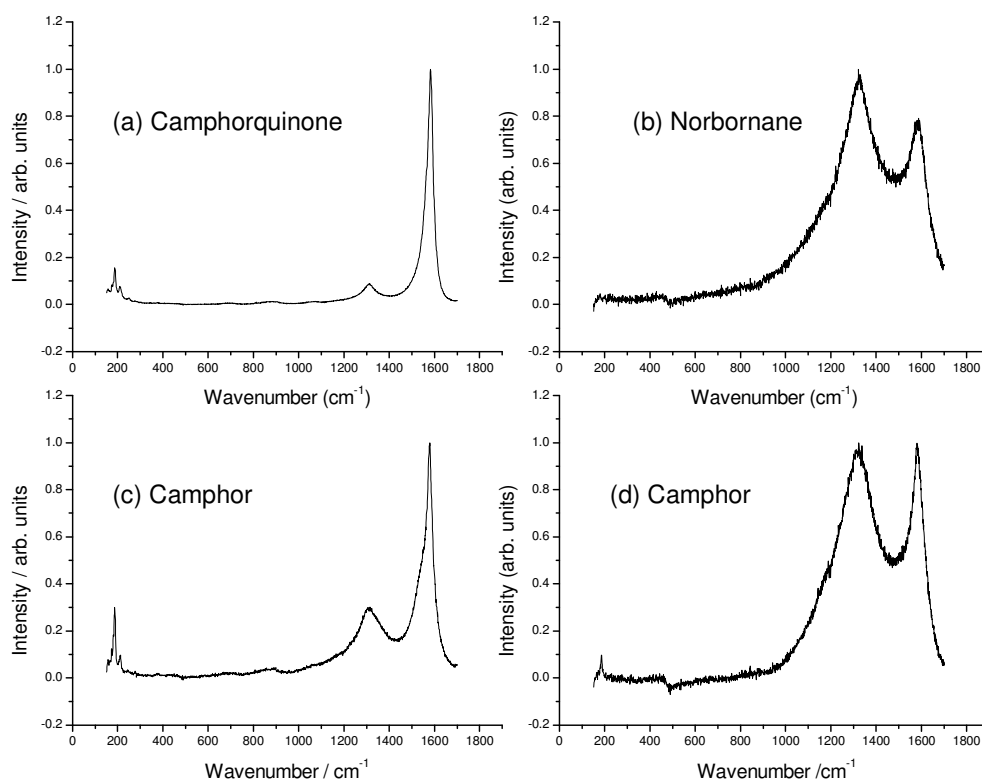 1.2
1.0
0.8
0.6
0.4
0.2
0.0
-0.2
0 200 400 600 800 1000 1200 1400 1600 1800
Intensity / arb. units
Wavenumber (cm⁻¹)
(a) Camphorquinone
1.2
1.0
0.8
0.6
0.4
0.2
0.0
-0.2
0 200 400 600 800 1000 1200 1400 1600 1800
Intensity (arb. units)
Wavenumber (cm⁻¹)
(b) Norbornane
1.2
1.0
0.8
0.6
0.4
0.2
0.0
-0.2
0 200 400 600 800 1000 1200 1400 1600 1800
Intensity / arb. units
Wavenumber / cm⁻¹
(c) Camphor
1.2
1.0
0.8
0.6
0.4
0.2
0.0
-0.2
0 200 400 600 800 1000 1200 1400 1600 1800
Intensity (arb. units)
Wavenumber /cm⁻¹
(d) Camphor